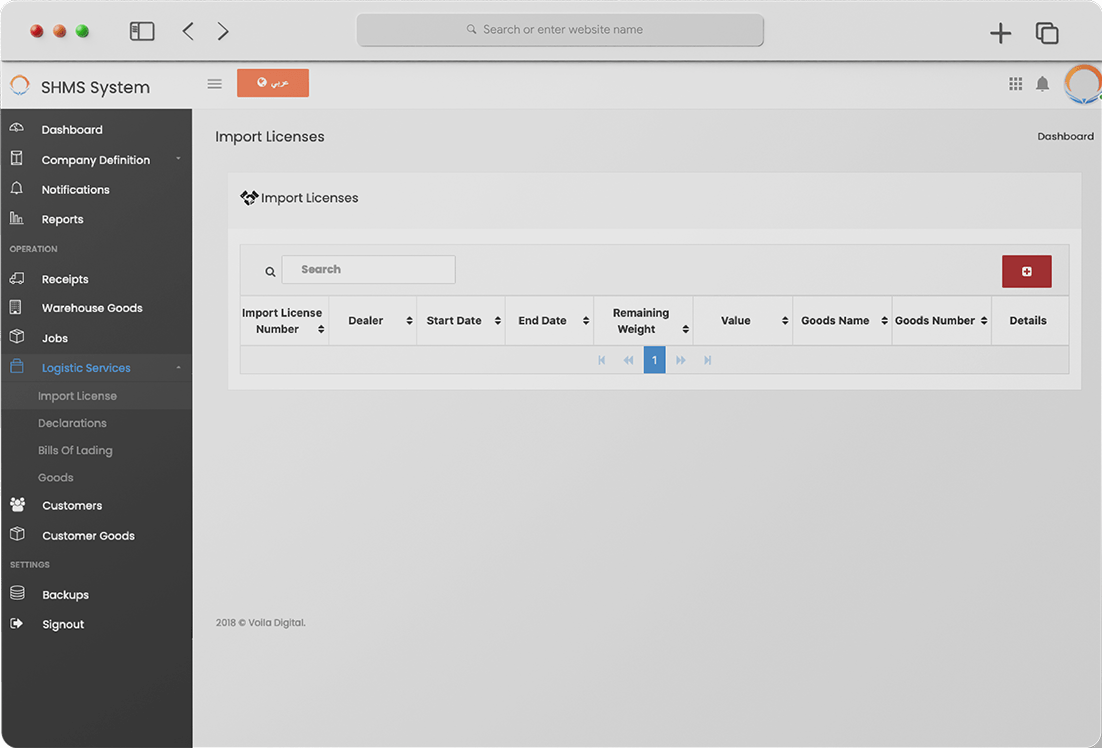 Search or enter website name
SHMS System
عربي
Import Licenses
Dashboard
Dashboard
Company Definition
Notifications
Reports
OPERATION
Receipts
Warehouse Goods
Jobs
Logistic Services
Import License
Declarations
Bills Of Lading
Goods
Customers
Customer Goods
SETTINGS
Backups
Signout
Import Licenses
Search
Import License
Number
Dealer
Start Date
End Date
Remaining
Weight
Value
Goods Name
Goods Number
Details
1
2018 © Voila Digital.